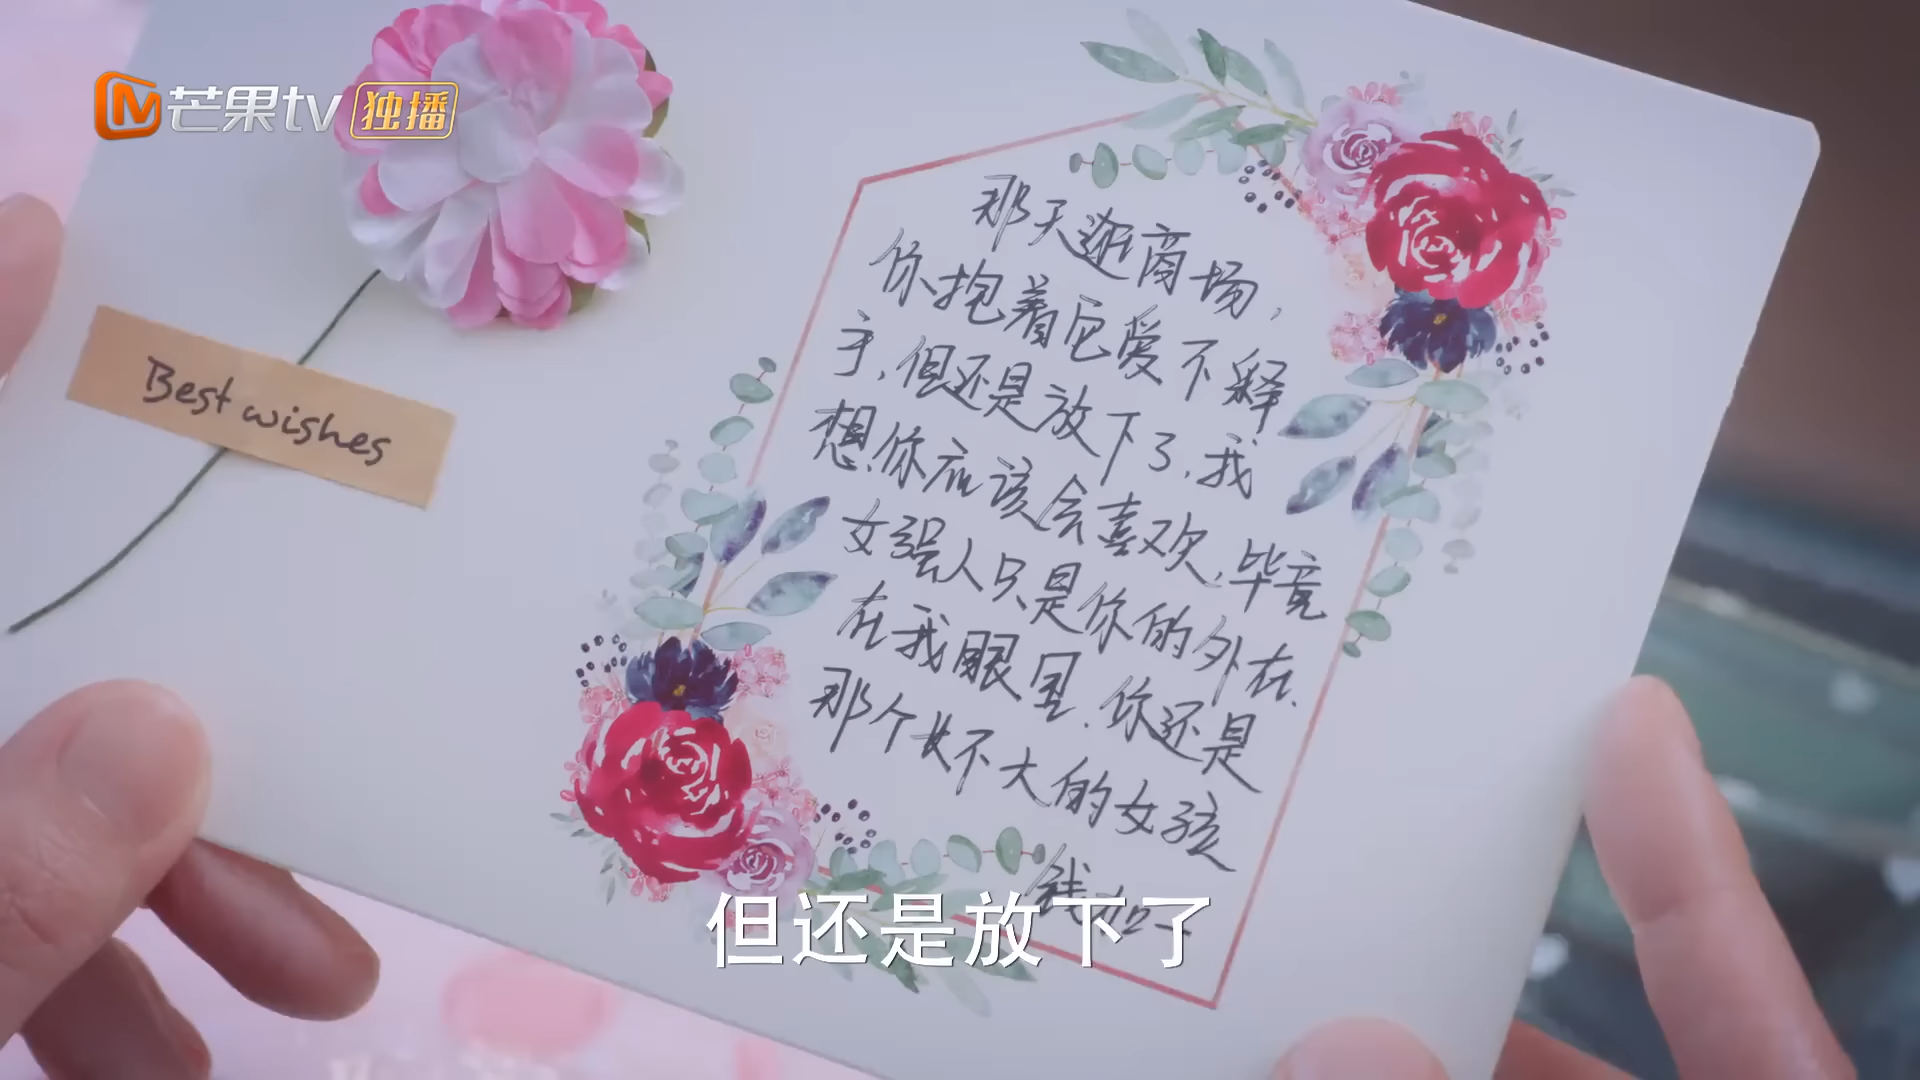 芒果tv 独播
Best wishes
那天逛商场，
你抱着它爱不释
手，但还是放下了，我
想，你应该会喜欢，毕竟
女强人只是你的外在，
在我眼里，你还是
那个长不大的女孩
但还是放下了